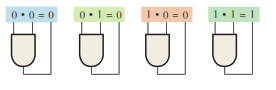 0 • 0 = 0
0 • 1 = 0
1 • 0 = 0
1 • 1 = 1